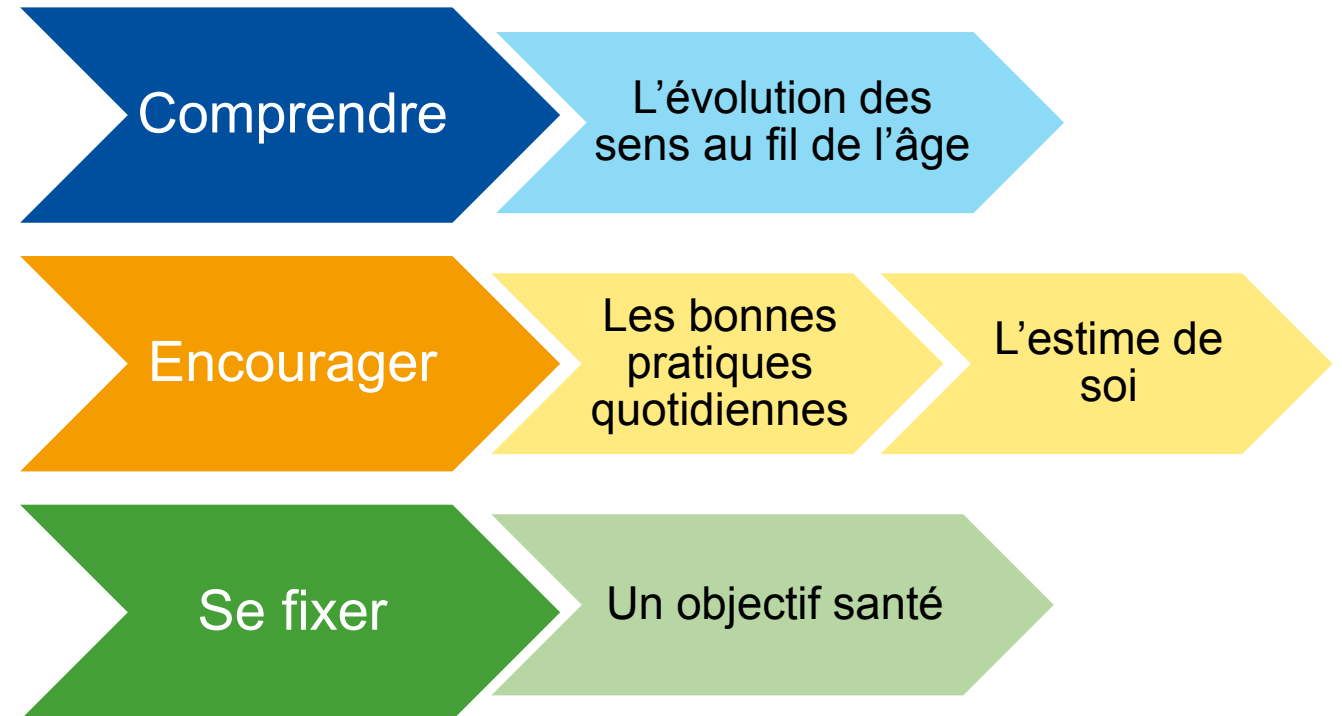 Comprendre
L’évolution des
sens au fil de l’âge
Encourager
Les bonnes
pratiques
quotidiennes
L’estime de
soi
Se fixer
Un objectif santé